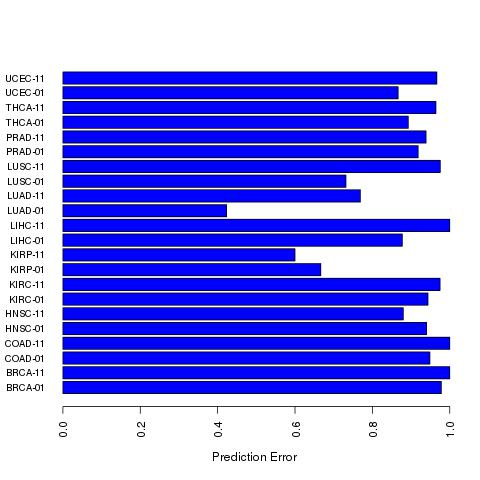 UCEC-11
UCEC-01
THCA-11
THCA-01
PRAD-11
PRAD-01
LUSC-11
LUSC-01
LUAD-11
LUAD-01
LIHC-11
LIHC-01
KIRP-11
KIRP-01
KIRC-11
KIRC-01
HNSC-11
HNSC-01
COAD-11
COAD-01
BRCA-11
BRCA-01
0.0 0.2 0.4 0.6 0.8 1.0
Prediction Error